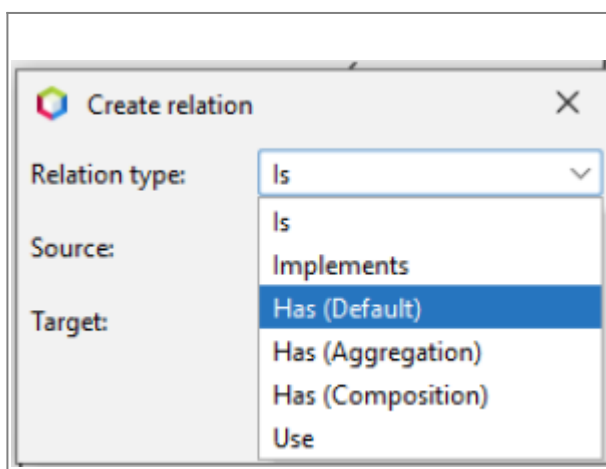 Create relation
Relation type: Is
Is
Source:
Implements
Has (Default)
Target:
Has (Aggregation)
Has (Composition)
Use